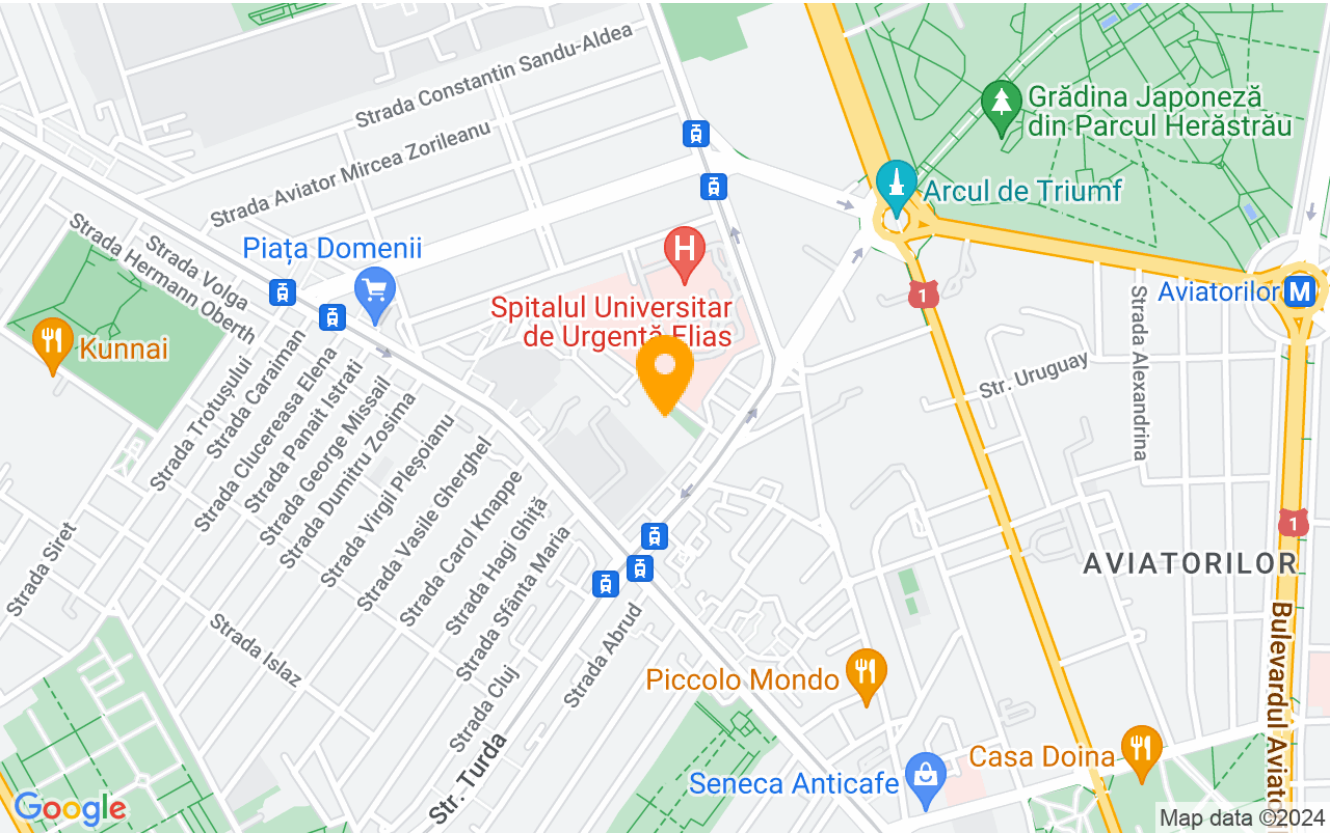 Strada Constantin Sandu-Aldea
Strada Aviator Mircea Zorileanu
Grădina Japoneză
din Parcul Herăstrău
Arcul de Triumf
Strada Hermann Oberth
Strada Volga
Piața Domenii
H
Spitalul Universitar
de Urgență Elias
1
Aviatorilor
M
Kunnai
Strada Alexandrina
Str. Uruguay
Strada Trotușului
Strada Caraiman
Strada Clucereasa Elena
Strada Panait Istrati
Strada George Missail
Strada Dumitru Zosima
Strada Virgil Pleșoianu
Strada Vasile Gherghel
Strada Carol Knappe
Strada Hagi Ghiță
Strada Sfânta Maria
Strada Siret
1
AVIATORILOR
Strada Islaz
Strada Abrud
Strada Cluj
Str. Turda
Piccolo Mondo
Bulevardul Aviato
Casa Doina
Seneca Anticafe
Google
Map data ©2024